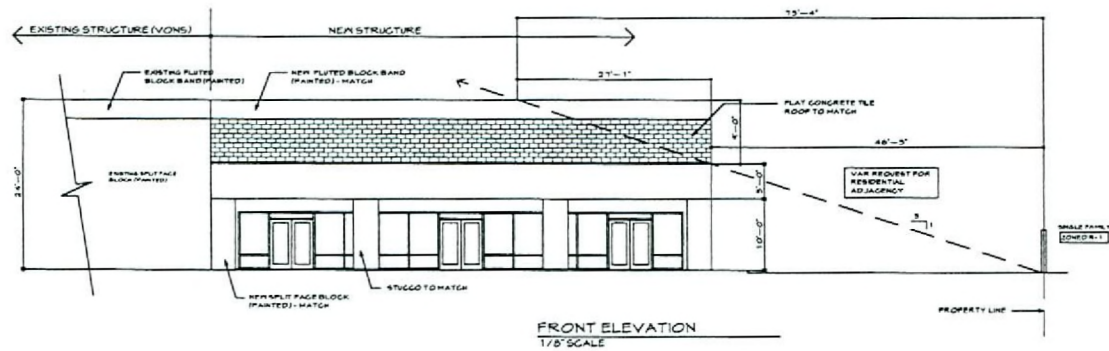 EXISTING STRUCTURE (VONS)
NEW STRUCTURE
73'-4"
27'-1"
EXISTING FLUTED
BLOCK BAND (PAINTED)
NEW FLUTED BLOCK BAND
(PAINTED) - MATCH
FLAT CONCRETE TILE
ROOF TO MATCH
46'-3"
24'-0"
EXISTING SPLIT FACE
BLOCK (PAINTED)
VAR REQUEST FOR
RESIDENTIAL
ADJACENCY
5'-0"
10'-0"
3
1
SINGLE FAMILY
ZONED R-1
NEW SPLIT FACE BLOCK
(PAINTED) - MATCH
STUCCO TO MATCH
PROPERTY LINE
FRONT ELEVATION
1/8" SCALE